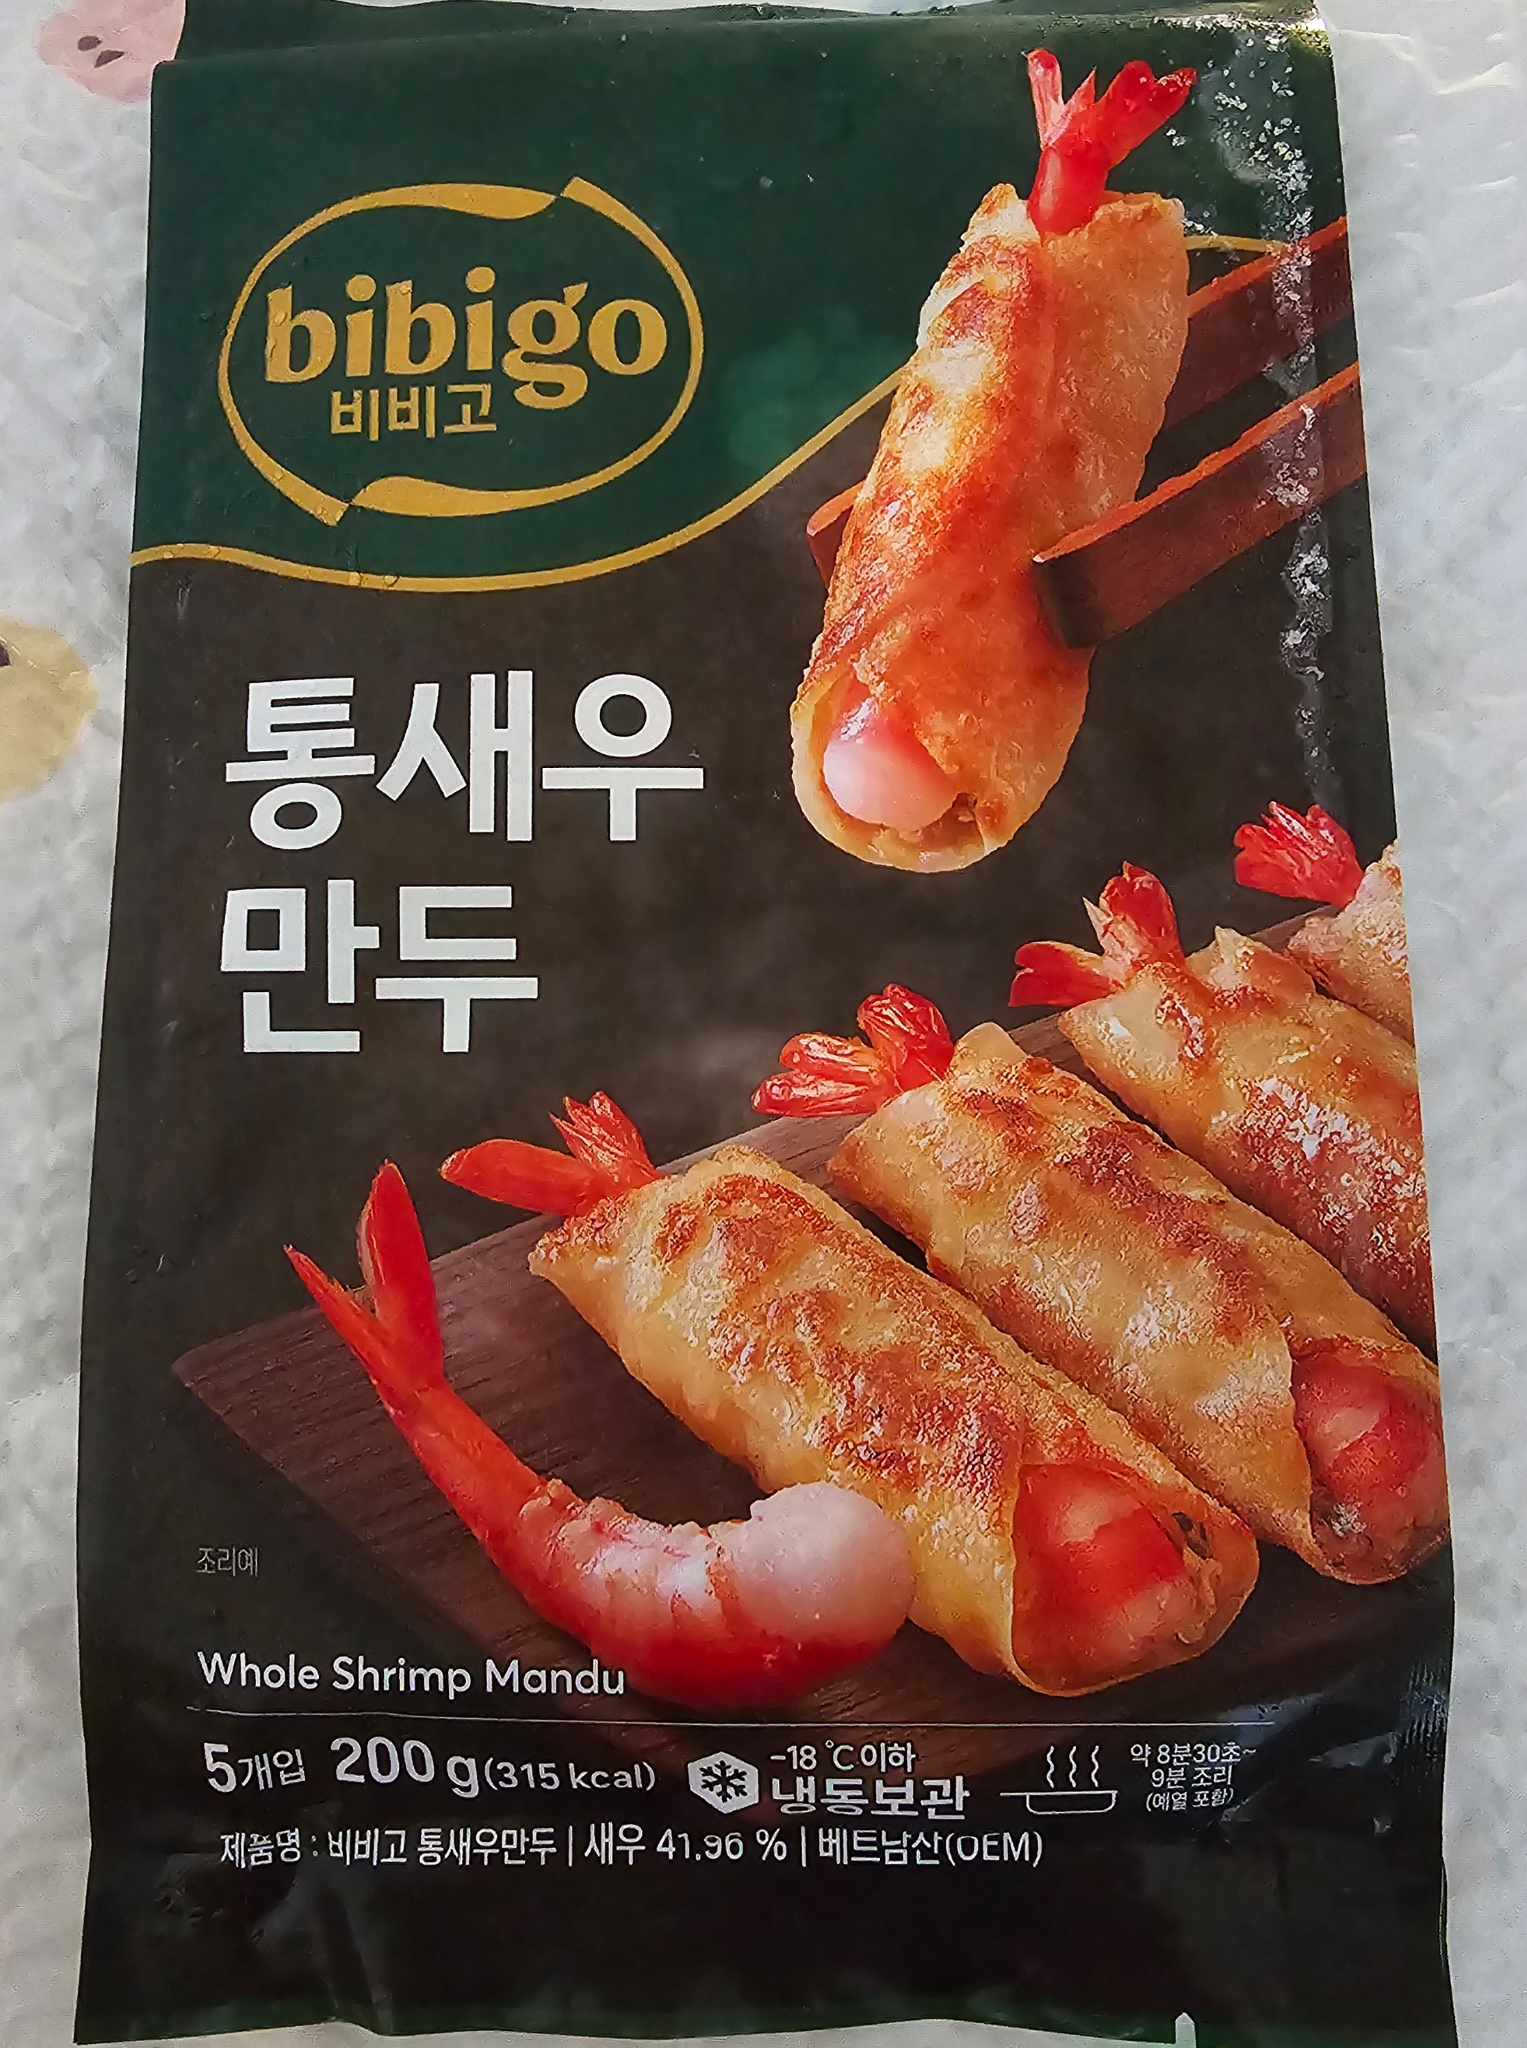 bibigo
비비고
통새우
만두
조리예
Whole Shrimp Mandu
5개입 200 g (315 kcal)
-18 ℃ 이하
냉동보관
약 8분30초~
9분 조리
(예열 포함)
제품명 : 비비고 통새우만두 | 새우 41.96 % | 베트남산(OEM)